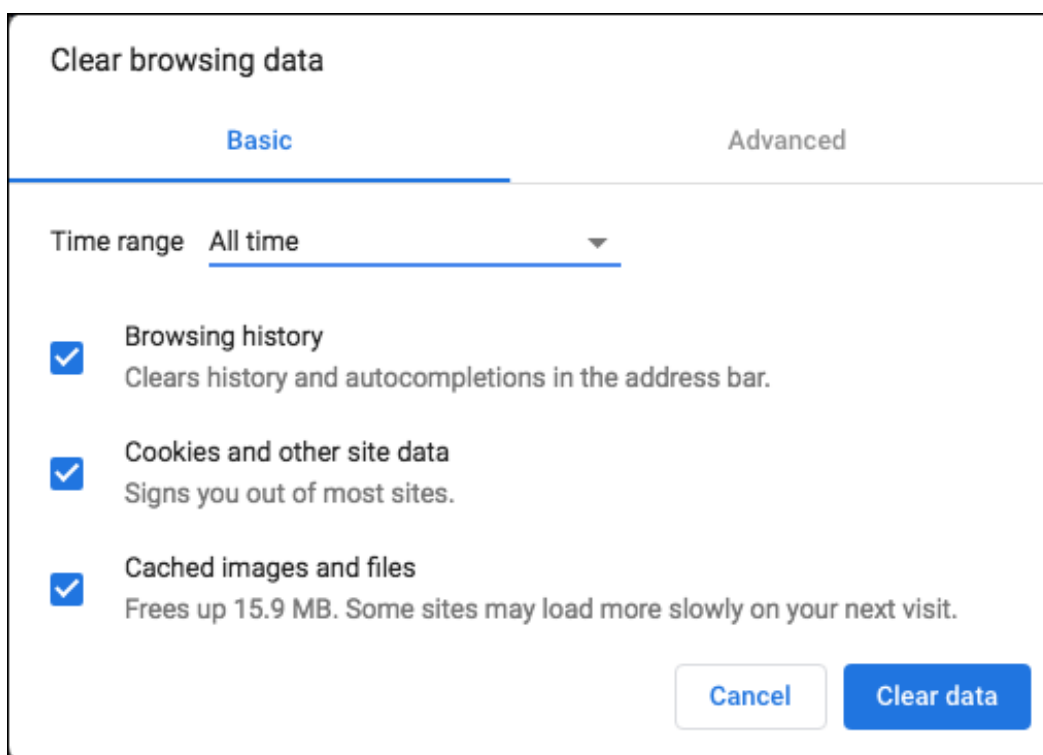 Clear browsing data
Basic Advanced
Time range All time
Browsing history
Clears history and autocompletions in the address bar.
Cookies and other site data
Signs you out of most sites.
Cached images and files
Frees up 15.9 MB. Some sites may load more slowly on your next visit.
Cancel Clear data